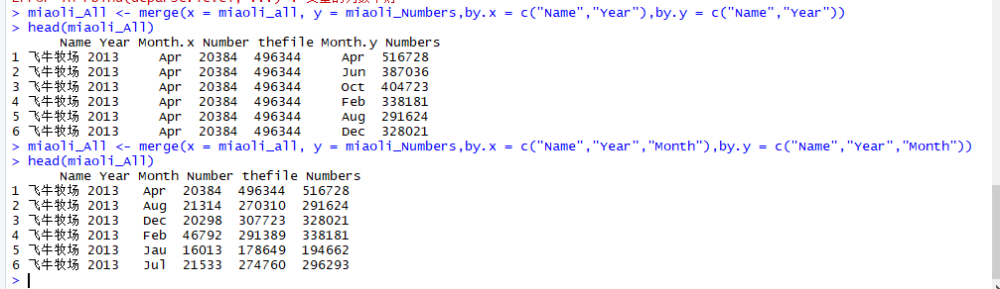 > miaoli_All <- merge(x = miaoli_all, y = miaoli_Numbers,by.x = c("Name","Year"),by.y = c("Name","Year"))
> head(miaoli_All)
Name Year Month.x Number thefile Month.y Numbers
1 飞牛牧场 2013 Apr 20384 496344 Apr 516728
2 飞牛牧场 2013 Apr 20384 496344 Jun 387036
3 飞牛牧场 2013 Apr 20384 496344 Oct 404723
4 飞牛牧场 2013 Apr 20384 496344 Feb 338181
5 飞牛牧场 2013 Apr 20384 496344 Aug 291624
6 飞牛牧场 2013 Apr 20384 496344 Dec 328021
> miaoli_All <- merge(x = miaoli_all, y = miaoli_Numbers,by.x = c("Name","Year","Month"),by.y = c("Name","Year","Month"))
> head(miaoli_All)
Name Year Month Number thefile Numbers
1 飞牛牧场 2013 Apr 20384 496344 516728
2 飞牛牧场 2013 Aug 21314 270310 291624
3 飞牛牧场 2013 Dec 20298 307723 328021
4 飞牛牧场 2013 Feb 46792 291389 338181
5 飞牛牧场 2013 Jau 16013 178649 194662
6 飞牛牧场 2013 Jul 21533 274760 296293
>